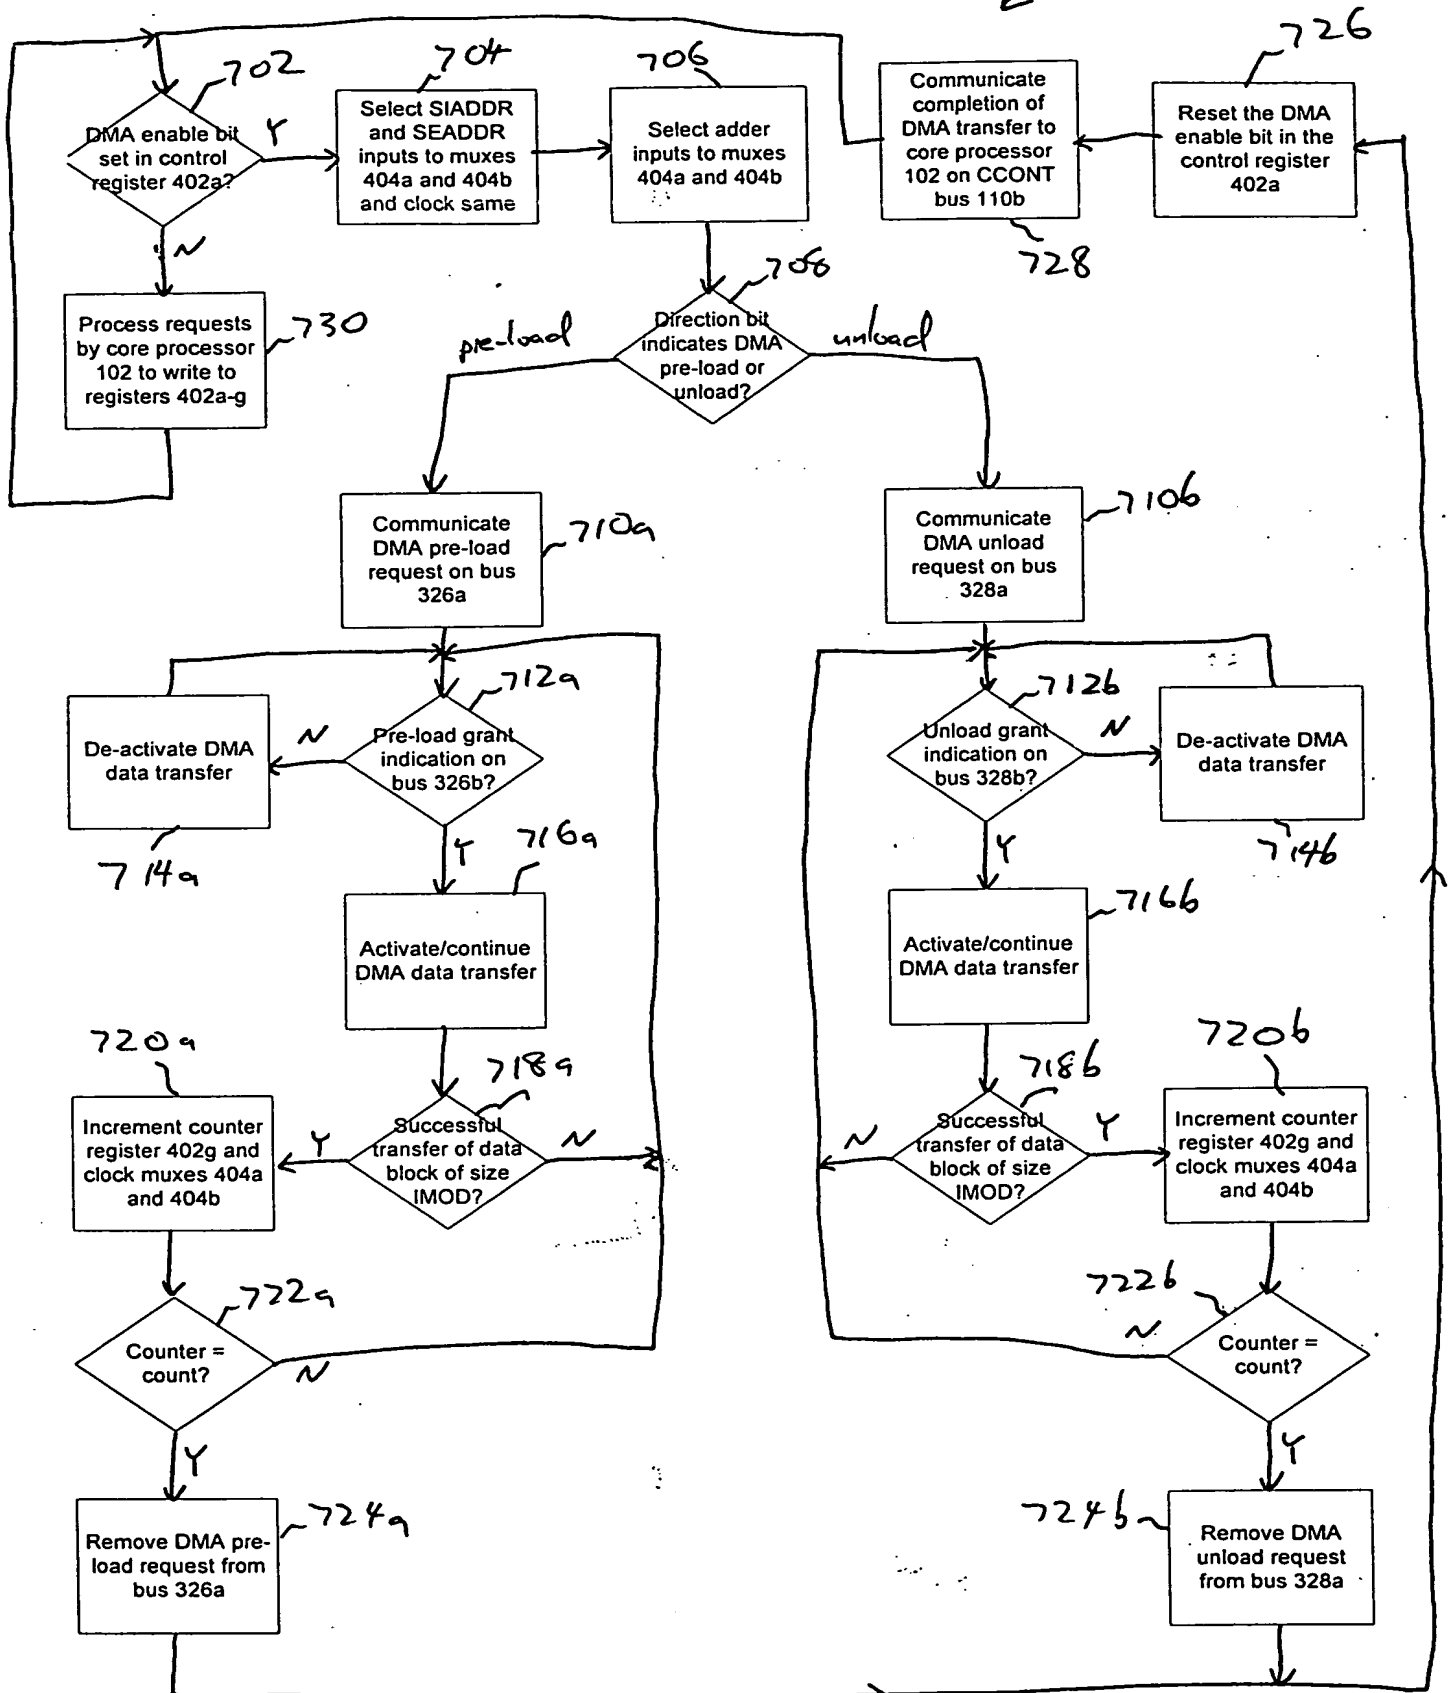 702
DMA enable bit
set in control
register 402a?
Y
N
704
Select SIADDR
and SEADDR
inputs to muxes
404a and 404b
and clock same
706
Select adder
inputs to muxes
404a and 404b
Communicate
completion of
DMA transfer to
core processor
102 on CCONT
bus 110b
728
726
Reset the DMA
enable bit in the
control register
402a
Process requests
by core processor
102 to write to
registers 402a-g
730
708
Direction bit
indicates DMA
pre-load or
unload?
pre-load
unload
Communicate
DMA pre-load
request on bus
326a
710a
Communicate
DMA unload
request on bus
328a
710b
712a
Pre-load grant
indication on
bus 326b?
N
Y
De-activate DMA
data transfer
714a
712b
Unload grant
indication on
bus 328b?
N
Y
De-activate DMA
data transfer
714b
716a
Activate/continue
DMA data transfer
716b
Activate/continue
DMA data transfer
718a
Successful
transfer of data
block of size
IMOD?
Y
N
720a
Increment counter
register 402g and
clock muxes 404a
and 404b
718b
Successful
transfer of data
block of size
IMOD?
N
Y
720b
Increment counter
register 402g and
clock muxes 404a
and 404b
722a
Counter =
count?
N
Y
722b
Counter =
count?
N
Y
724a
Remove DMA pre-
load request from
bus 326a
724b
Remove DMA
unload request
from bus 328a